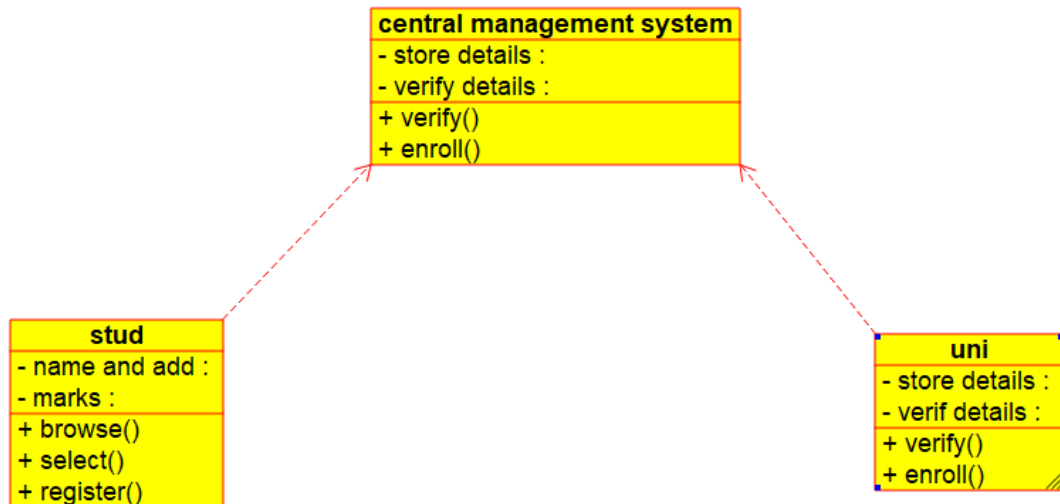 central management system
- store details :
- verify details :
+ verify()
+ enroll()
stud
- name and add :
- marks :
+ browse()
+ select()
+ register()
uni
- store details :
- verif details :
+ verify()
+ enroll()